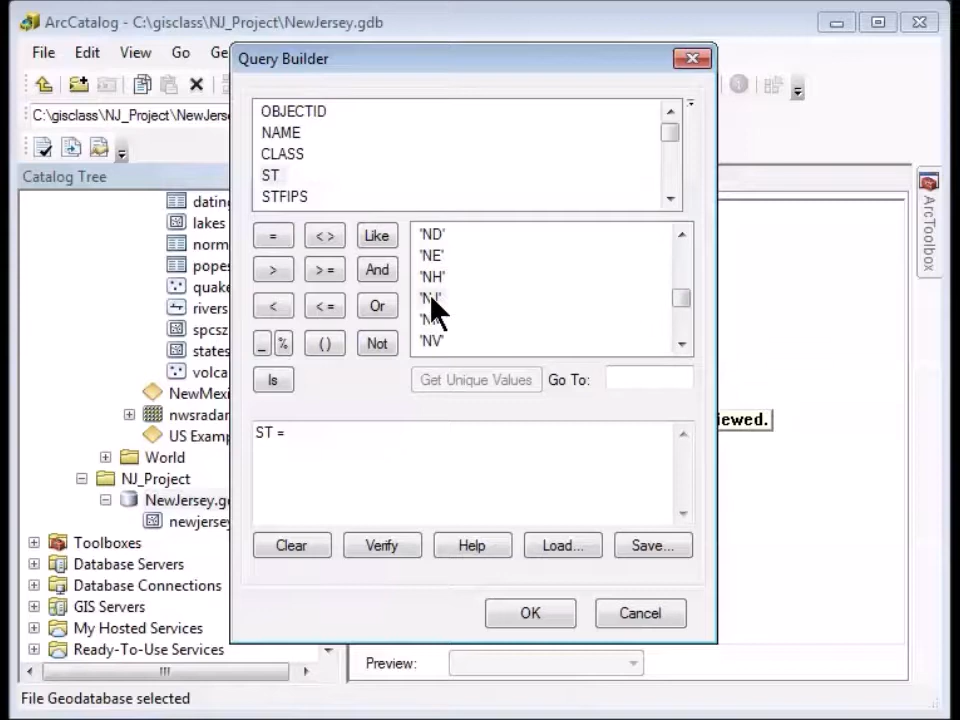 ArcCatalog - C:\gisclass\NJ_Project\NewJersey.gdb
File Edit View Go Ge
Query Builder
C:\gisclass\NJ_Project\NewJerse
Catalog Tree
OBJECTID
NAME
CLASS
ST
STFIPS
= < > Like
> > = And
< < = Or
_ % ( ) Not
Is
'ND'
'NE'
'NH'
'NV'
Get Unique Values Go To:
ST =
Clear Verify Help Load... Save...
OK Cancel
dating
lakes
norm
popes
quake
rivers
spcsz
states
volca
NewMexi
nwsradar
US Examp
World
NJ_Project
NewJersey.g
newjersey
Toolboxes
Database Servers
Database Connections
GIS Servers
My Hosted Services
Ready-To-Use Services
iewed.
ArcToolbox
Preview:
File Geodatabase selected